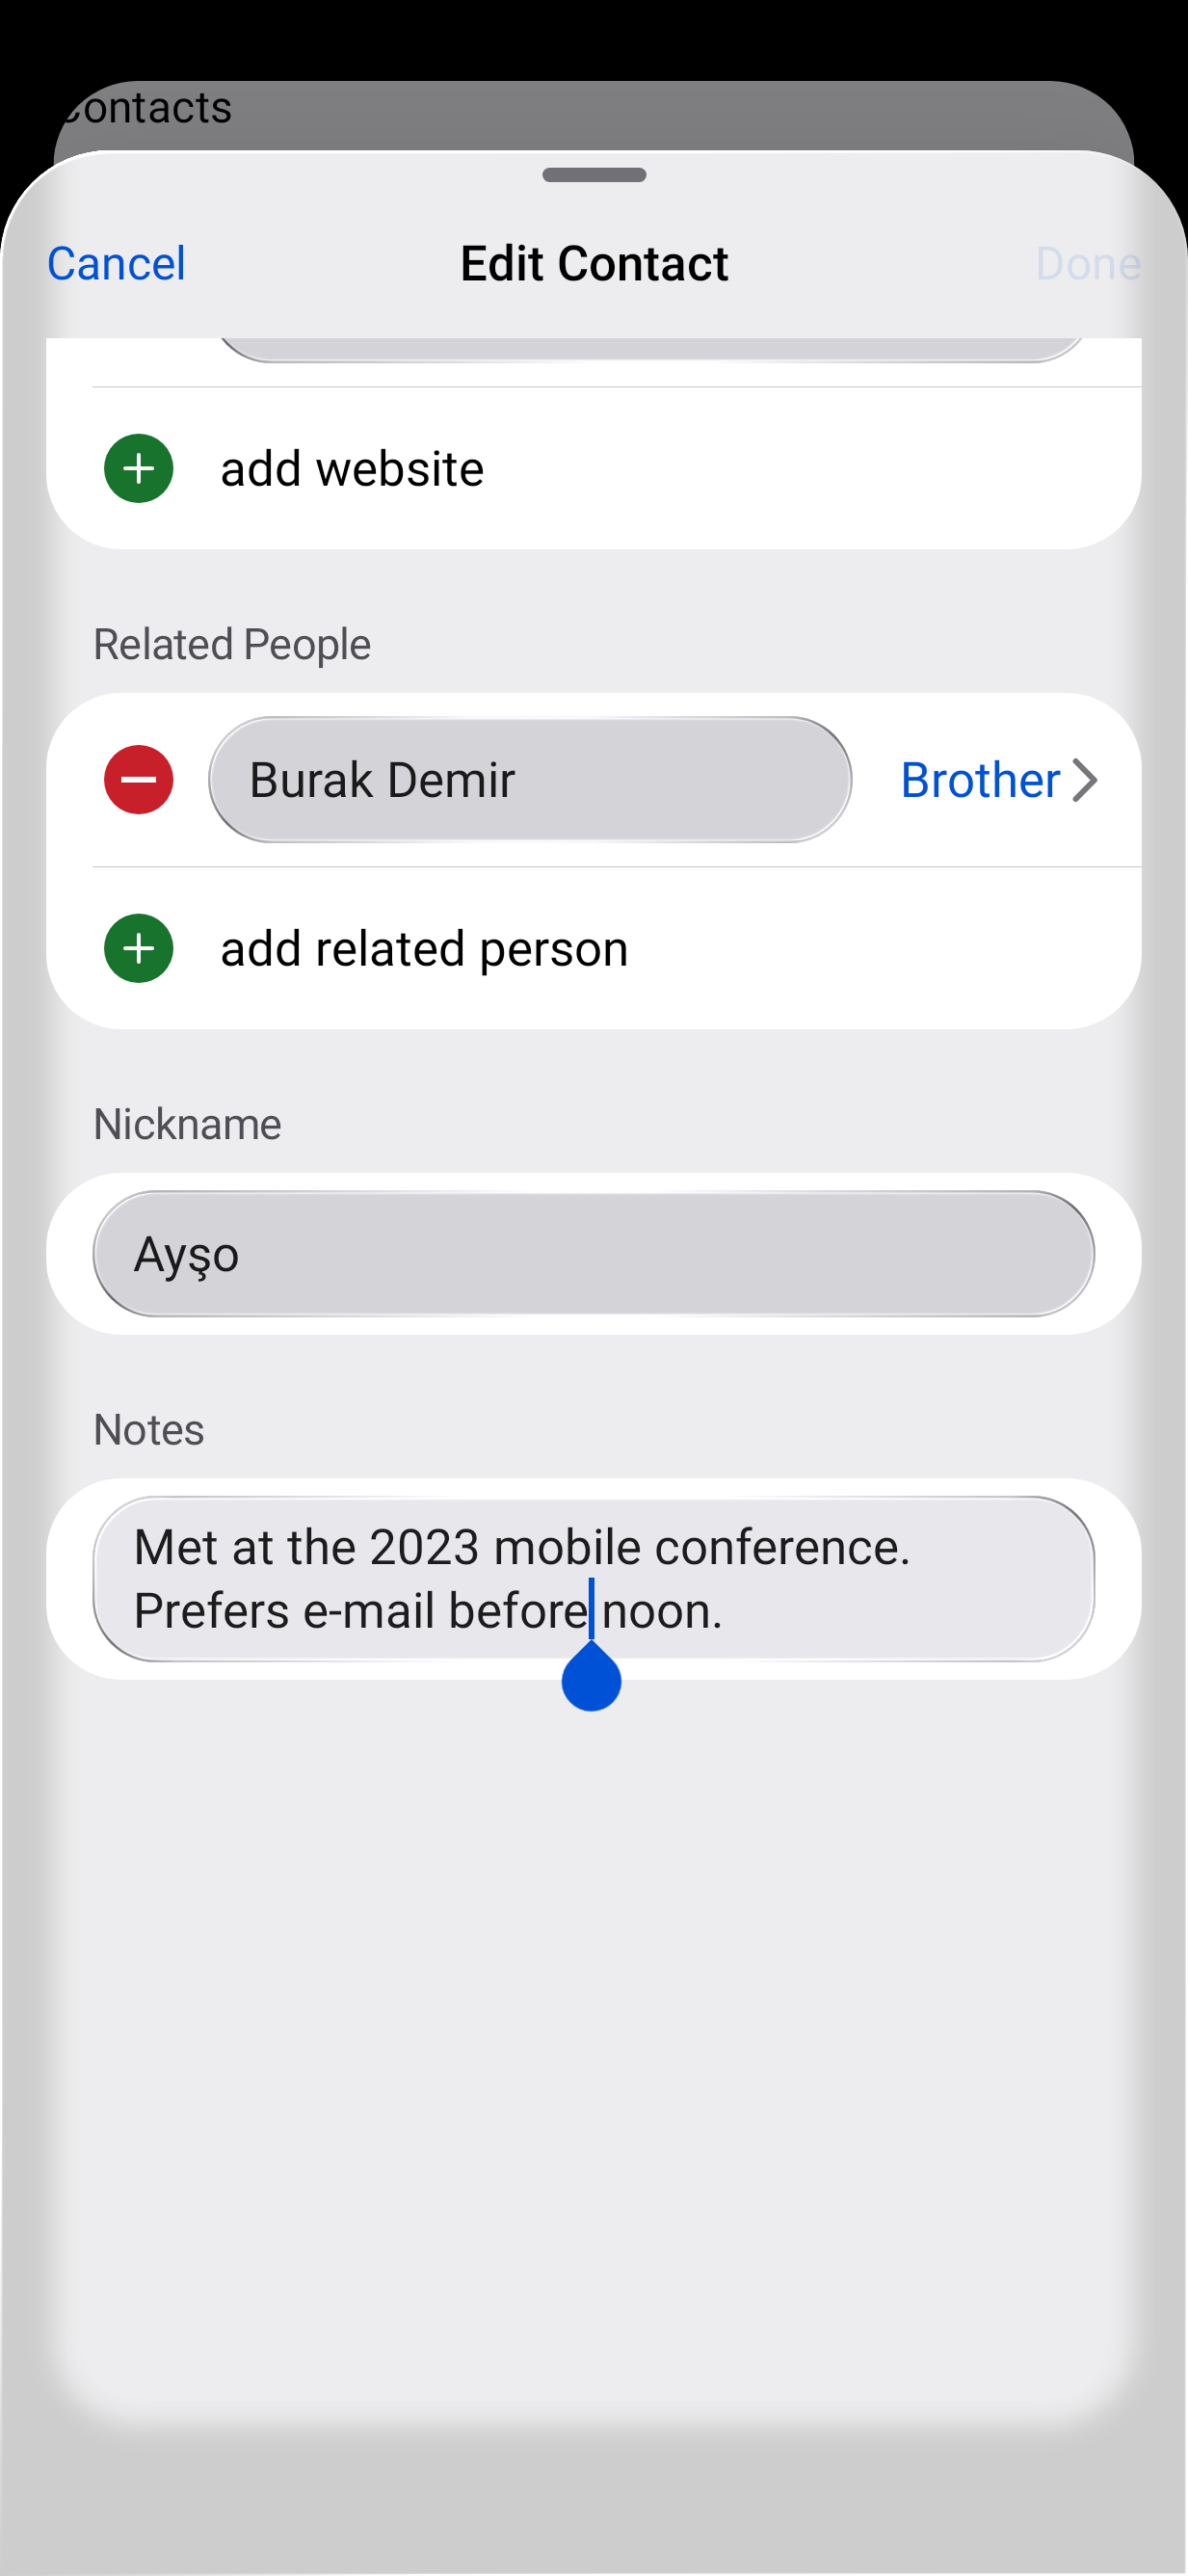 Contacts
Cancel
Edit Contact
Done
add website
Related People
Burak Demir
Brother
add related person
Nickname
Ayşo
Notes
Met at the 2023 mobile conference.
Prefers e-mail before noon.